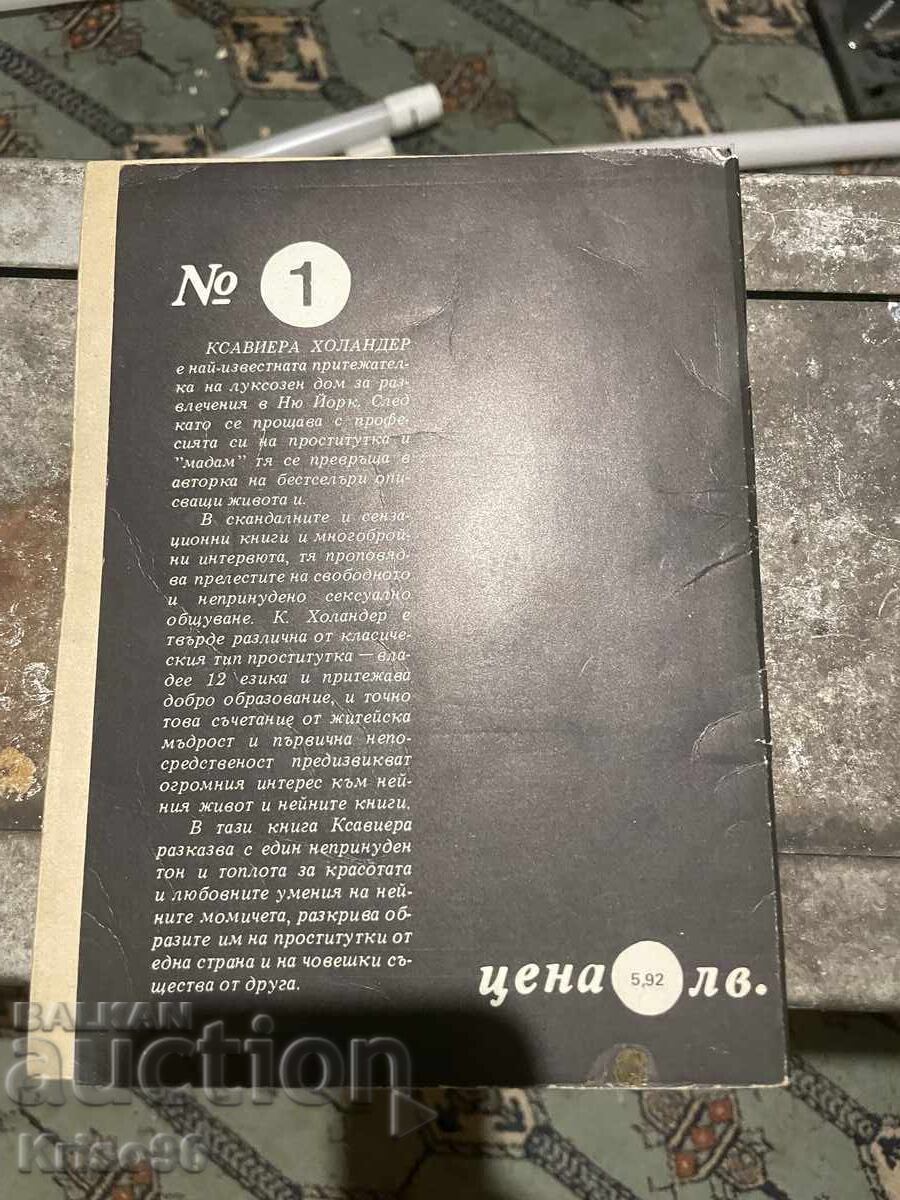 № 1
КСАВИЕРА ХОЛАНДЕР
е най-известната притежател-
ка на луксозен дом за раз-
влечения в Ню Йорк. След
като се прощава с профе-
сията си на проститутка и
"мадам" тя се превръща в
авторка на бестселъри опи-
сващи живота и.
В скандалните и сенза-
ционни книги и многоброй-
ни интервюта, тя проповядо-
ва прелестите на свободното
и непринудено сексуално
общуване. К. Холандер е
твърде различна от класичес-
кия тип проститутка — вла-
дее 12 езика и притежава
добро образование, и точно
това съчетание от житейска
мъдрост и първична непо-
средственост предизвикват
огромния интерес към ней-
ния живот и нейните книги.
В тази книга Ксавиера
разказва с един непринуден
тон и топлота за красотата
и любовните умения на ней-
ните момичета, разкрива об-
разите им на проститутки от
една страна и на човешки съ-
щества от друга.
цена 5,92 лв.
BALKAN
auction
Kriso96